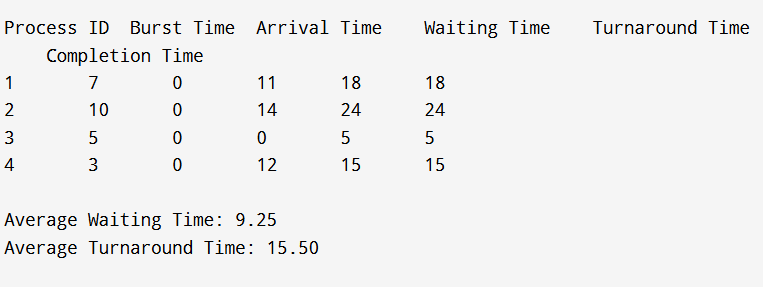 Process ID  Burst Time  Arrival Time    Waiting Time    Turnaround Time
    Completion Time
1       7       0       11      18      18
2       10      0       14      24      24
3       5       0       0       5       5
4       3       0       12      15      15

Average Waiting Time: 9.25
Average Turnaround Time: 15.50